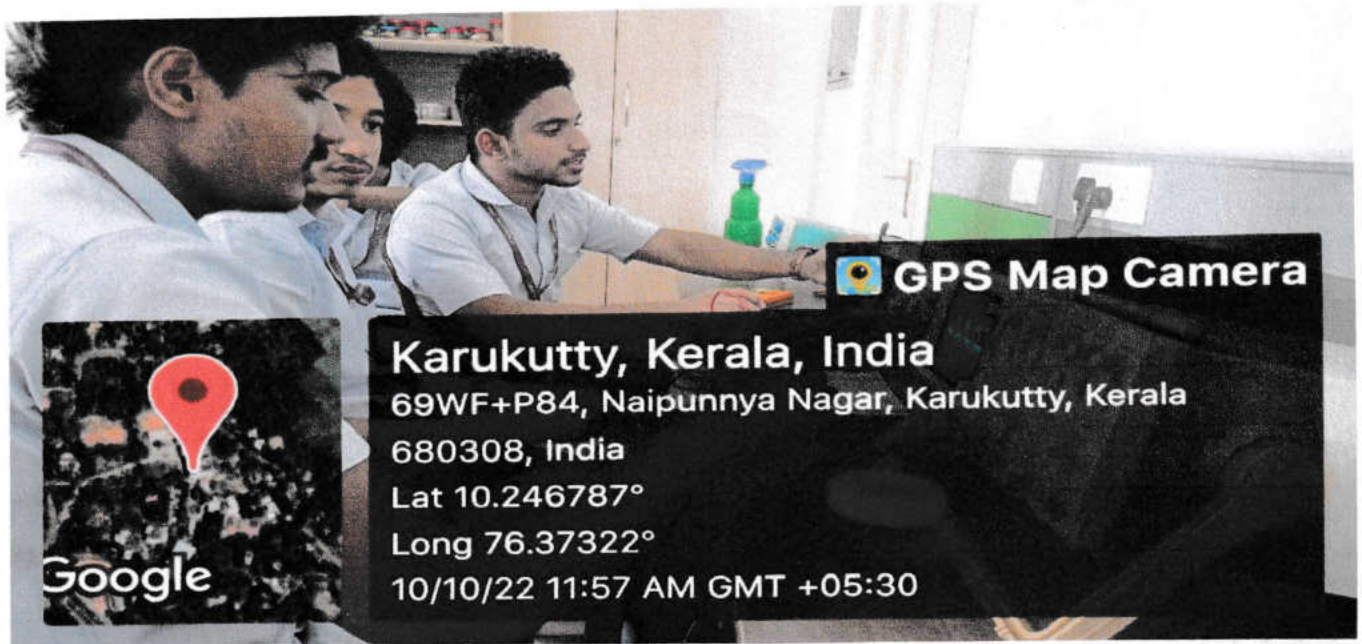 GPS Map Camera
Karukutty, Kerala, India
69WF+P84, Naipunnya Nagar, Karukutty, Kerala
680308, India
Lat 10.246787°
Long 76.37322°
10/10/22 11:57 AM GMT +05:30
Google